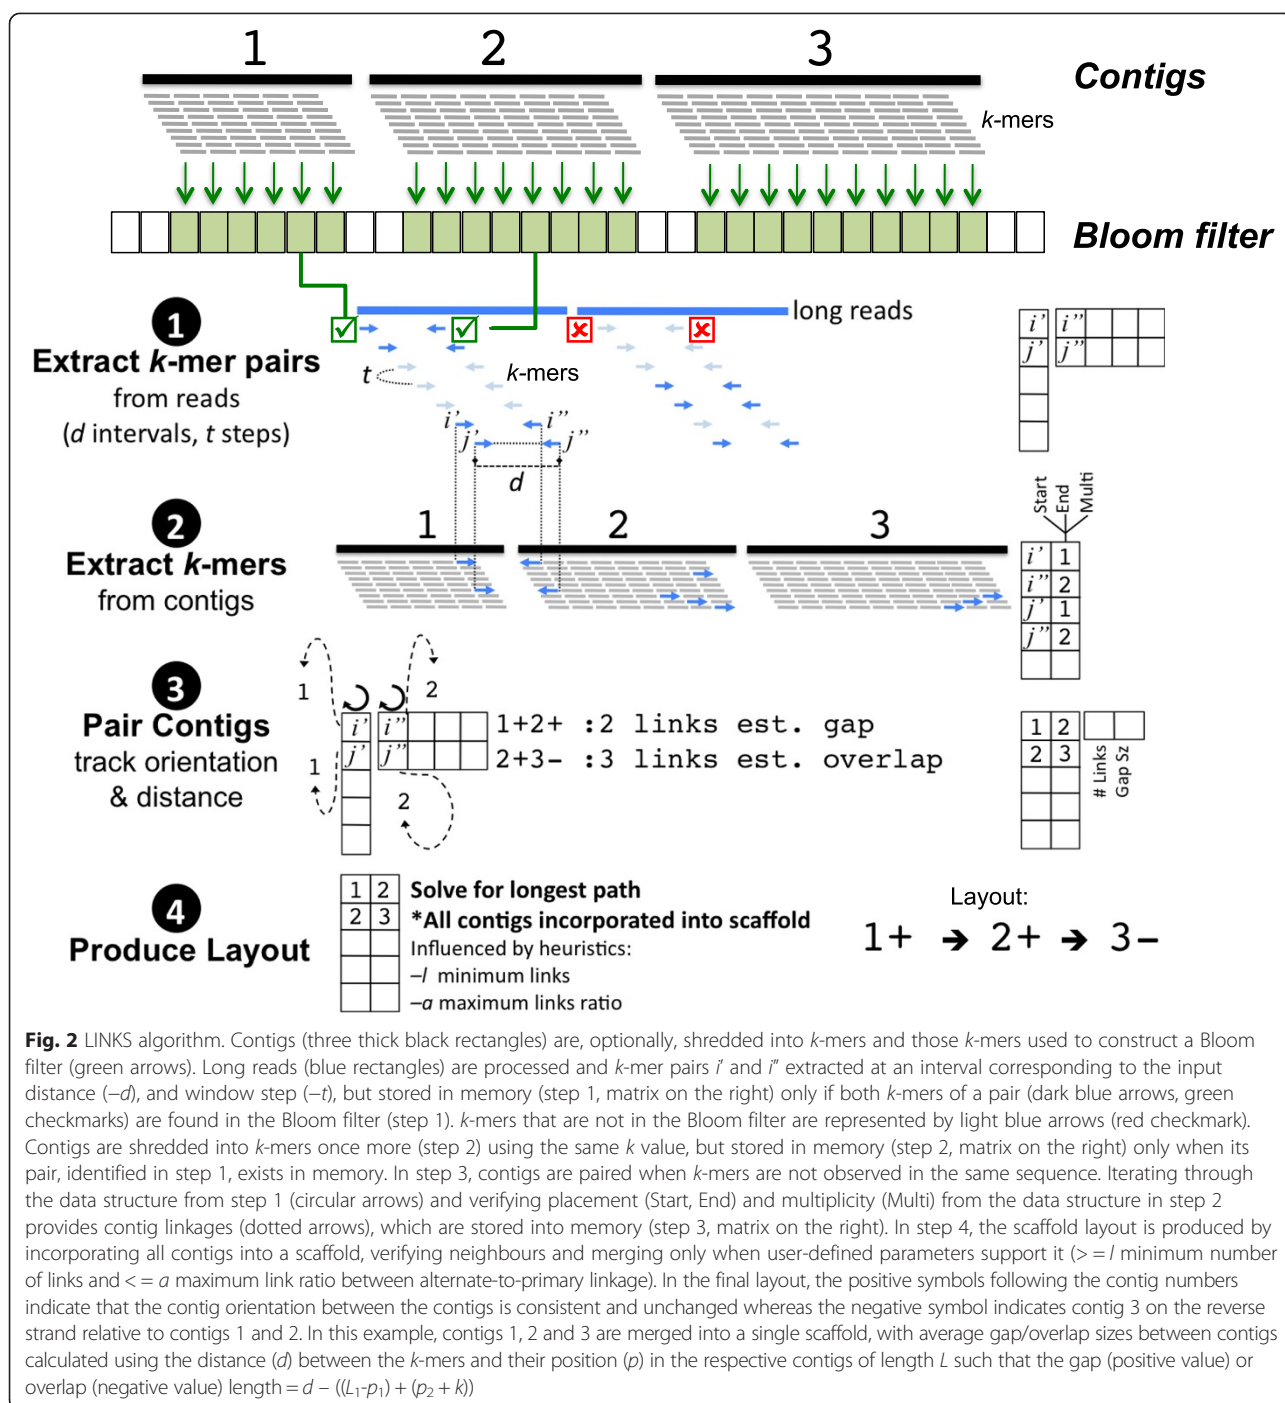 1 2 3 Contigs
k-mers
Bloom filter
1 long reads
Extract k-mer pairs
from reads
(d intervals, t steps)
t k-mers
i' i''
j' j''
d
i' i''
j' j''
2 1 2 3
Extract k-mers
from contigs
Start End Multi
i' 1
i'' 2
j' 1
j'' 2
3
Pair Contigs
track orientation
& distance
1 2
i' i'' 1+2+ :2 links est. gap
j' j'' 2+3- :3 links est. overlap
1 2
1 2
2 3
# Links
Gap Sz
4
Produce Layout
1 2 Solve for longest path
2 3 *All contigs incorporated into scaffold
Influenced by heuristics:
–l minimum links
–a maximum links ratio
Layout:
1+ ➔ 2+ ➔ 3–
Fig. 2 LINKS algorithm. Contigs (three thick black rectangles) are, optionally, shredded into k-mers and those k-mers used to construct a Bloom
filter (green arrows). Long reads (blue rectangles) are processed and k-mer pairs i′ and i″ extracted at an interval corresponding to the input
distance (−d), and window step (−t), but stored in memory (step 1, matrix on the right) only if both k-mers of a pair (dark blue arrows, green
checkmarks) are found in the Bloom filter (step 1). k-mers that are not in the Bloom filter are represented by light blue arrows (red checkmark).
Contigs are shredded into k-mers once more (step 2) using the same k value, but stored in memory (step 2, matrix on the right) only when its
pair, identified in step 1, exists in memory. In step 3, contigs are paired when k-mers are not observed in the same sequence. Iterating through
the data structure from step 1 (circular arrows) and verifying placement (Start, End) and multiplicity (Multi) from the data structure in step 2
provides contig linkages (dotted arrows), which are stored into memory (step 3, matrix on the right). In step 4, the scaffold layout is produced by
incorporating all contigs into a scaffold, verifying neighbours and merging only when user-defined parameters support it (> = l minimum number
of links and < = a maximum link ratio between alternate-to-primary linkage). In the final layout, the positive symbols following the contig numbers
indicate that the contig orientation between the contigs is consistent and unchanged whereas the negative symbol indicates contig 3 on the reverse
strand relative to contigs 1 and 2. In this example, contigs 1, 2 and 3 are merged into a single scaffold, with average gap/overlap sizes between contigs
calculated using the distance (d) between the k-mers and their position (p) in the respective contigs of length L such that the gap (positive value) or
overlap (negative value) length = d − ((L₁-p₁) + (p₂ + k))